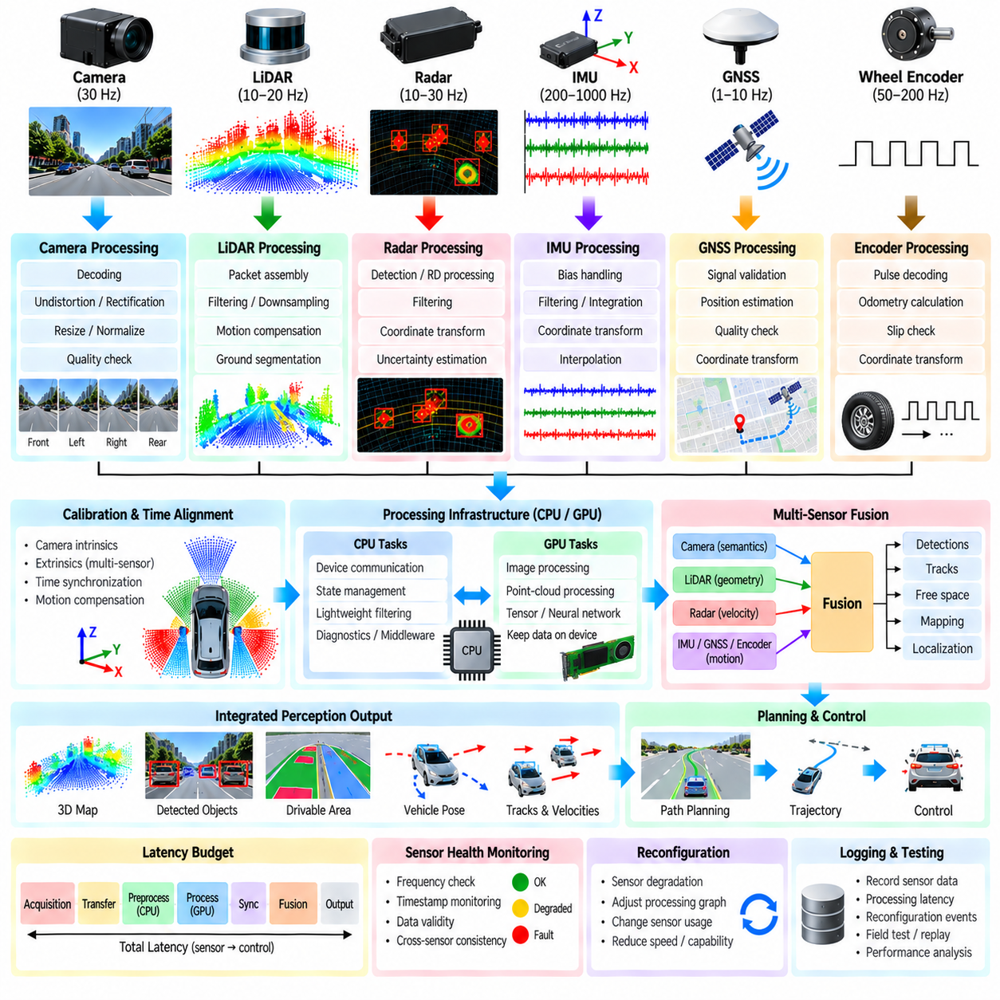 Camera
(30 Hz)
LiDAR
(10–20 Hz)
Radar
(10–30 Hz)
Z
Y
X
IMU
(200–1000 Hz)
GNSS
(1–10 Hz)
Wheel Encoder
(50–200 Hz)
Camera Processing
Decoding
Undistortion / Rectification
Resize / Normalize
Quality check
Front
Left
Right
Rear
LiDAR Processing
Packet assembly
Filtering / Downsampling
Motion compensation
Ground segmentation
Radar Processing
Detection / RD processing
Filtering
Coordinate transform
Uncertainty estimation
IMU Processing
Bias handling
Filtering / Integration
Coordinate transform
Interpolation
GNSS Processing
Signal validation
Position estimation
Quality check
Coordinate transform
Encoder Processing
Pulse decoding
Odometry calculation
Slip check
Coordinate transform
...
Calibration & Time Alignment
• Camera intrinsics
• Extrinsics (multi-sensor)
• Time synchronization
• Motion compensation
Z
Y
X
Processing Infrastructure (CPU / GPU)
CPU Tasks
Device communication
State management
Lightweight filtering
Diagnostics / Middleware
CPU
GPU Tasks
Image processing
Point-cloud processing
Tensor / Neural network
Keep data on device
Multi-Sensor Fusion
Camera (semantics)
LiDAR (geometry)
Radar (velocity)
IMU / GNSS / Encoder
(motion)
Fusion
Detections
Tracks
Free space
Mapping
Localization
Integrated Perception Output
3D Map
Detected Objects
Drivable Area
Vehicle Pose
Tracks & Velocities
Planning & Control
Path Planning
Trajectory
Control
Latency Budget
Acquisition
Transfer
Preprocess
(CPU)
Process
(GPU)
Sync
Fusion
Output
Total Latency (sensor → control)
Sensor Health Monitoring
• Frequency check
• Timestamp monitoring
• Data validity
• Cross-sensor consistency
OK
Degraded
Fault
Reconfiguration
• Sensor degradation
• Adjust processing graph
• Change sensor usage
• Reduce speed / capability
Logging & Testing
• Record sensor data
• Processing latency
• Reconfiguration events
• Field test / replay
• Performance analysis